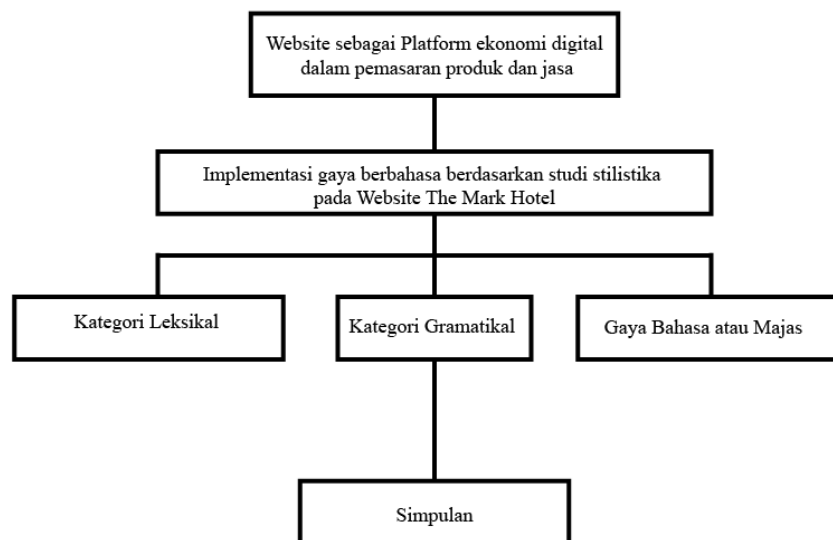 Website sebagai Platform ekonomi digital
dalam pemasaran produk dan jasa
Implementasi gaya berbahasa berdasarkan studi stilistika
pada Website The Mark Hotel
Kategori Leksikal
Kategori Gramatikal
Gaya Bahasa atau Majas
Simpulan